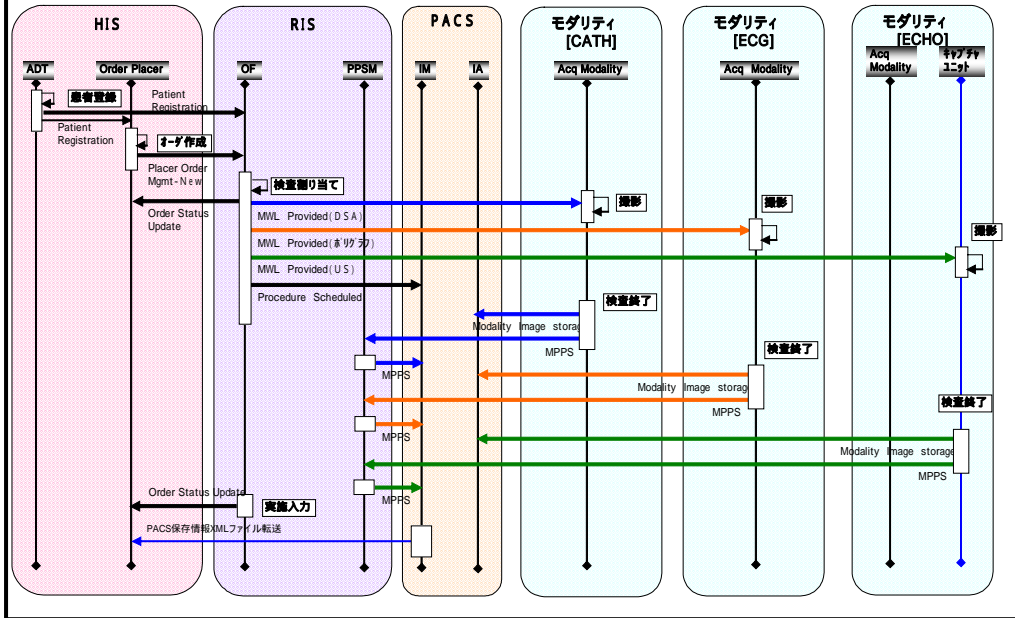 HIS
RIS
PACS
モダリティ
[CATH]
モダリティ
[ECG]
モダリティ
[ECHO]
ADT
Order Placer
OF
PPSM
IM
IA
Acq Modality
Acq Modality
Acq
Modality
ｷｬﾌﾟﾁｬ
ﾕﾆｯﾄ
患者登録
Patient
Registration
Patient
Registration
ｵｰﾀﾞ作成
Placer Order
Mgmt-New
検査割り当て
Order Status
Update
MWL Provided(DSA)
撮影
MWL Provided(ﾎﾟﾘｸﾞﾗﾌ)
撮影
MWL Provided(US)
撮影
Procedure Scheduled
検査終了
Modality Image storag
MPPS
MPPS
検査終了
Modality Image storag
MPPS
MPPS
検査終了
Modality Image storage
MPPS
MPPS
Order Status Update
実施入力
PACS保存情報XMLファイル転送